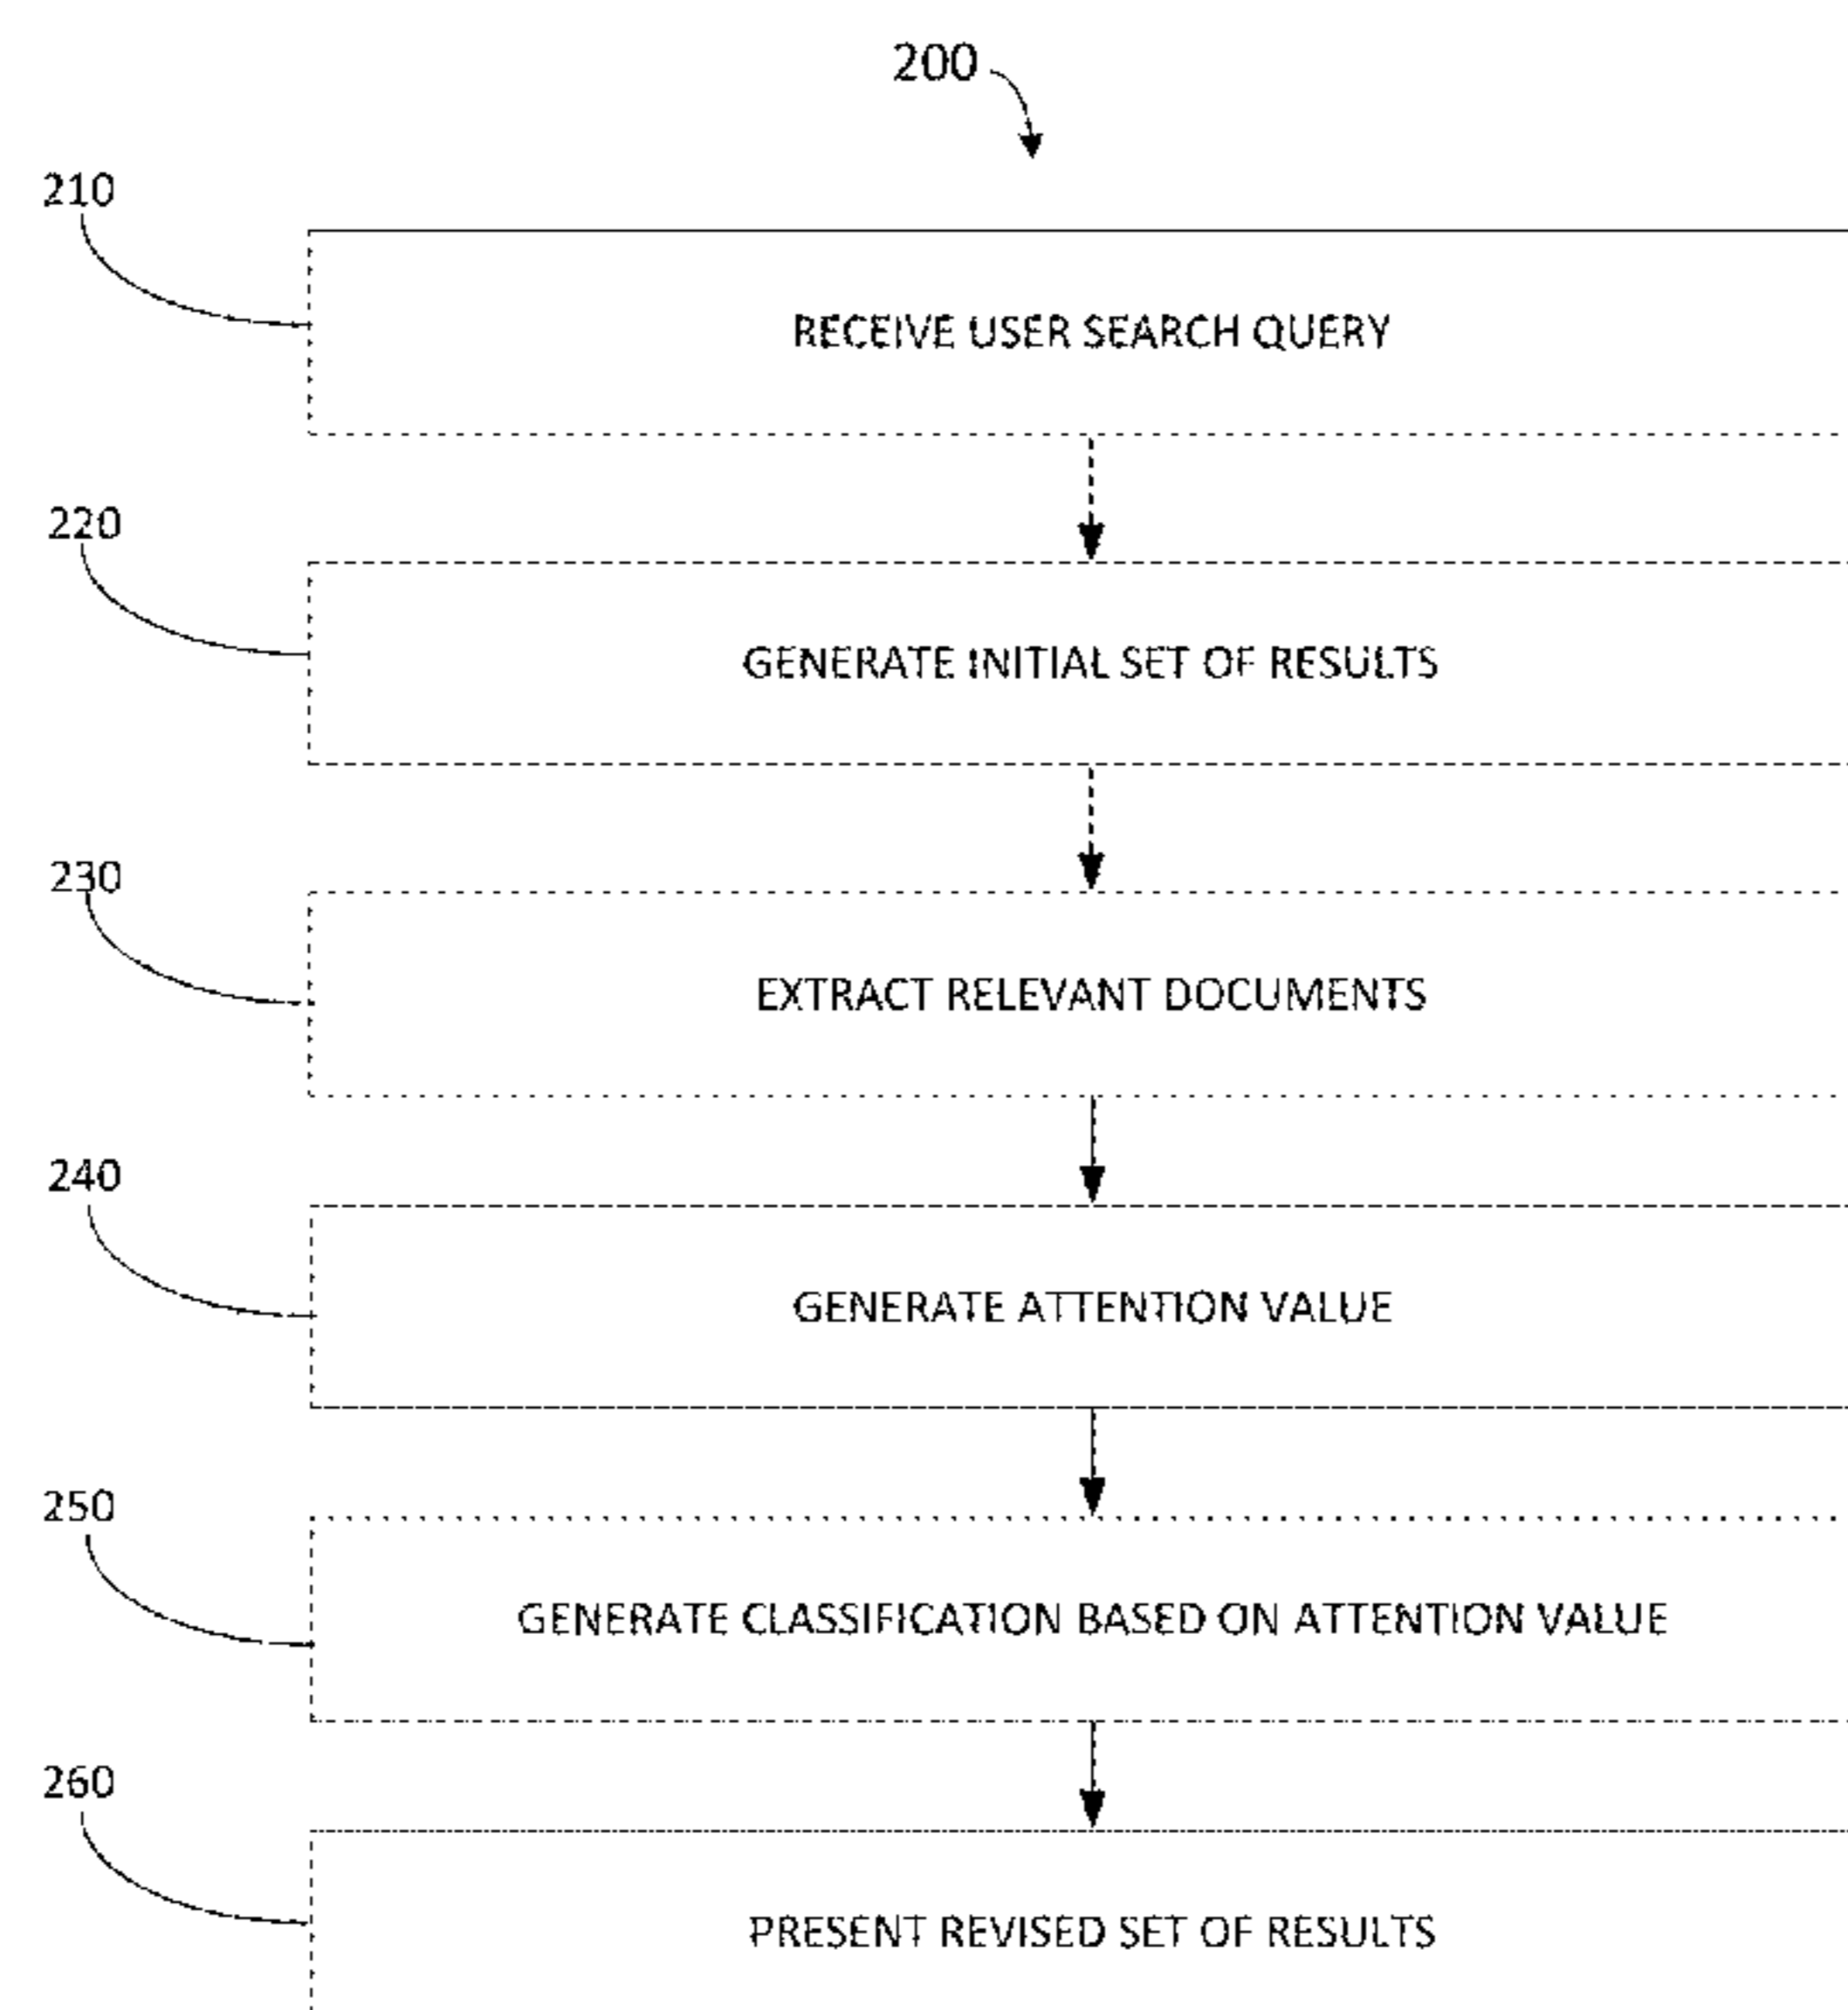 200
210
RECEIVE USER SEARCH QUERY
220
GENERATE INITIAL SET OF RESULTS
230
EXTRACT RELEVANT DOCUMENTS
240
GENERATE ATTENTION VALUE
250
GENERATE CLASSIFICATION BASED ON ATTENTION VALUE
260
PRESENT REVISED SET OF RESULTS